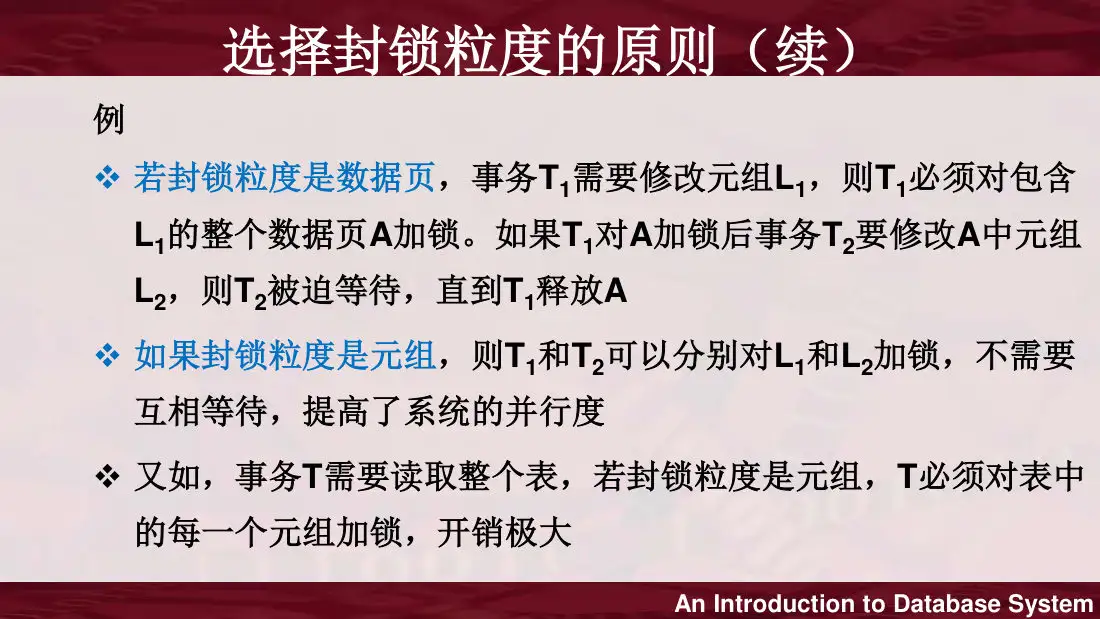 选择封锁粒度的原则（续）
例
❖ 若封锁粒度是数据页，事务T₁需要修改元组L₁，则T₁必须对包含
L₁的整个数据页A加锁。如果T₁对A加锁后事务T₂要修改A中元组
L₂，则T₂被迫等待，直到T₁释放A
❖ 如果封锁粒度是元组，则T₁和T₂可以分别对L₁和L₂加锁，不需要
互相等待，提高了系统的并行度
❖ 又如，事务T需要读取整个表，若封锁粒度是元组，T必须对表中
的每一个元组加锁，开销极大
An Introduction to Database System